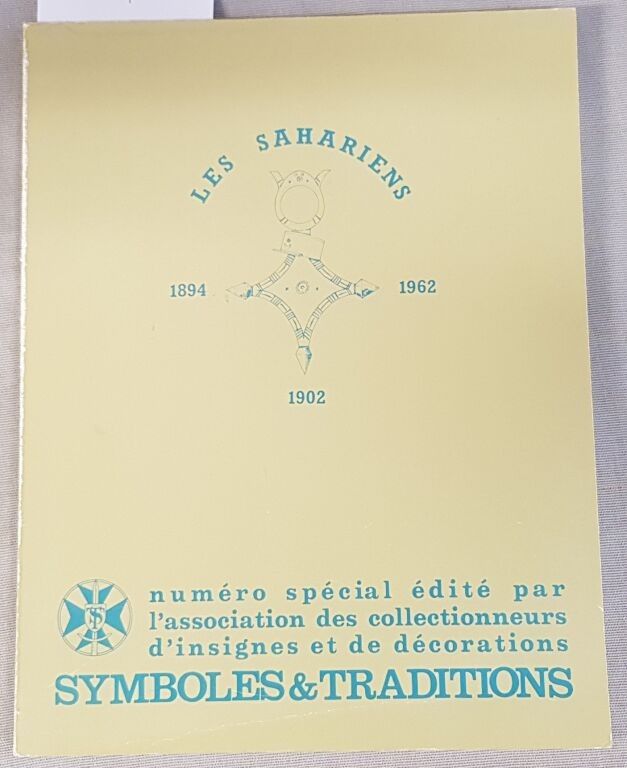 LES SAHARIENS
1894 1962
1902
numéro spécial édité par
l'association des collectionneurs
d'insignes et de décorations
SYMBOLES & TRADITIONS